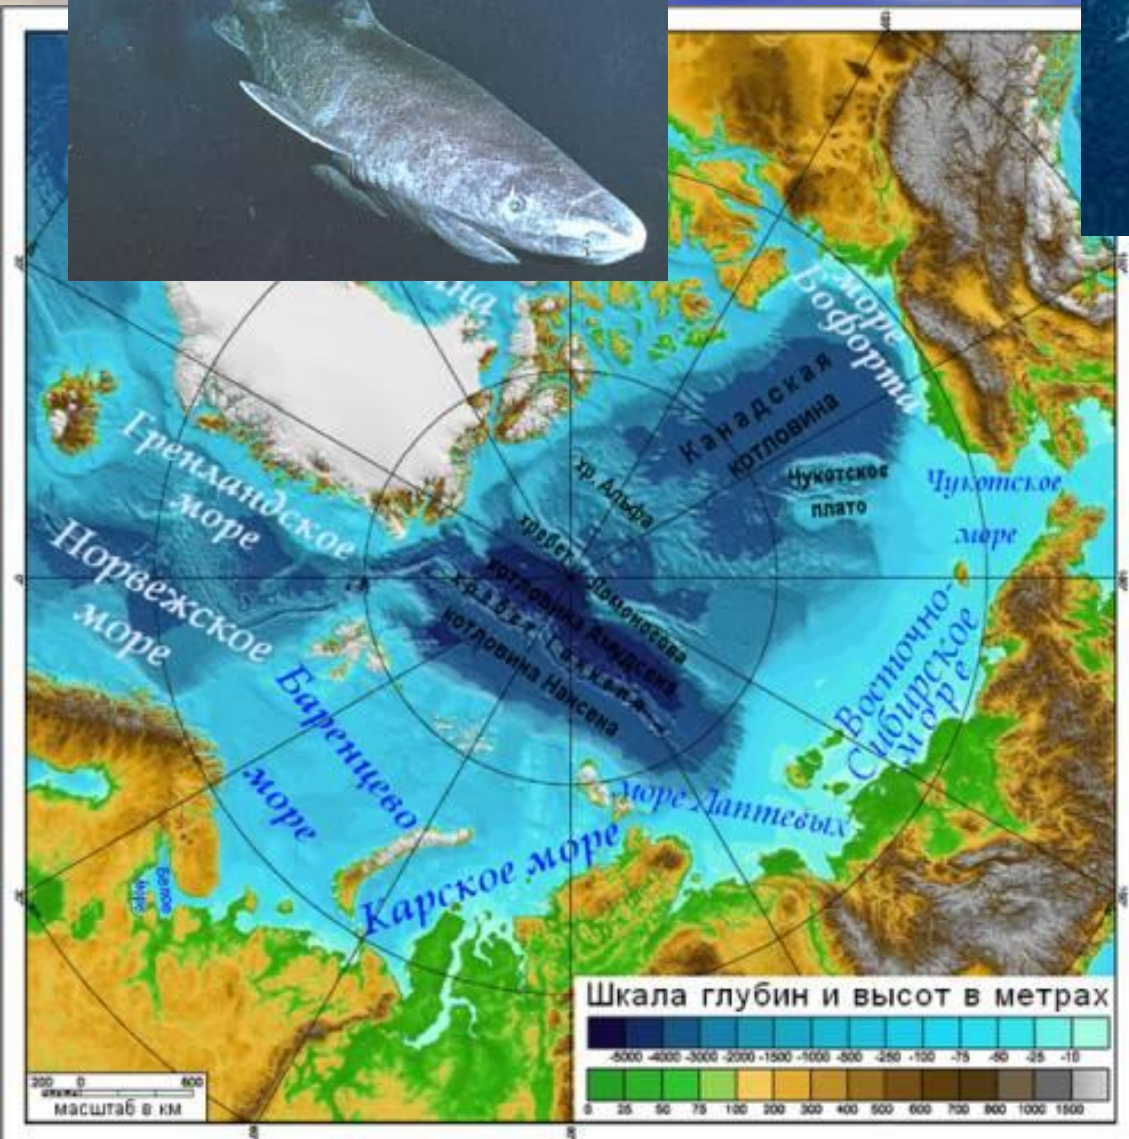 море
Бофорта
Канадская
котловина
Гренландское
море
хр. Альфа
Чукотское
плато
Чукотское
море
Норвежское
море
хребет Ломоносова
котловина Амундсена
хребет Гаккеля
котловина Нансена
Баренцево
море
Восточно-
Сибирское
море
море Лаптевых
Карское море
Белое
море
Шкала глубин и высот в метрах
-5000 -4000 -3000 -2000 -1500 -1000 -500 -250 -100 -75 -50 -25 -10
0 25 50 75 100 200 300 400 500 600 700 800 1000 1500
200 0 600
масштаб в км